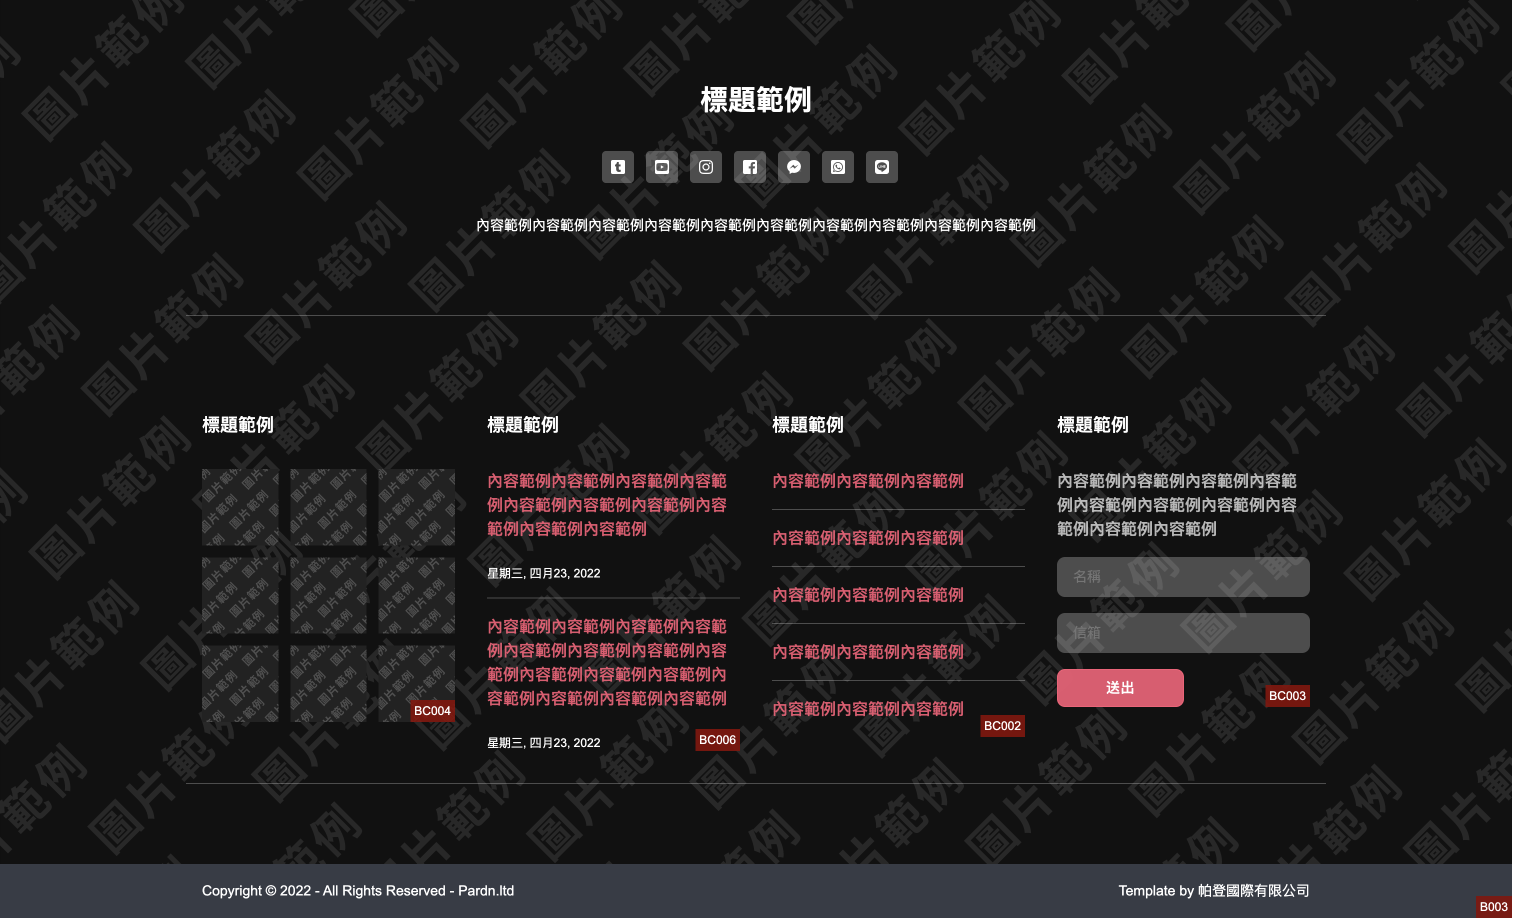 標題範例
內容範例內容範例內容範例內容範例內容範例內容範例內容範例內容範例內容範例內容範例
標題範例
圖片範例
BC004
標題範例
內容範例內容範例內容範例內容範
例內容範例內容範例內容範例內容
範例內容範例內容範例
星期三, 四月23, 2022
內容範例內容範例內容範例內容範
例內容範例內容範例內容範例內容
範例內容範例內容範例內容範例內
容範例內容範例內容範例內容範例
星期三, 四月23, 2022
BC006
標題範例
內容範例內容範例內容範例
內容範例內容範例內容範例
內容範例內容範例內容範例
內容範例內容範例內容範例
內容範例內容範例內容範例
BC002
標題範例
內容範例內容範例內容範例內容範
例內容範例內容範例內容範例內容
範例內容範例內容範例
名稱
信箱
送出
BC003
Copyright © 2022 - All Rights Reserved - Pardn.ltd
Template by 帕登國際有限公司
B003